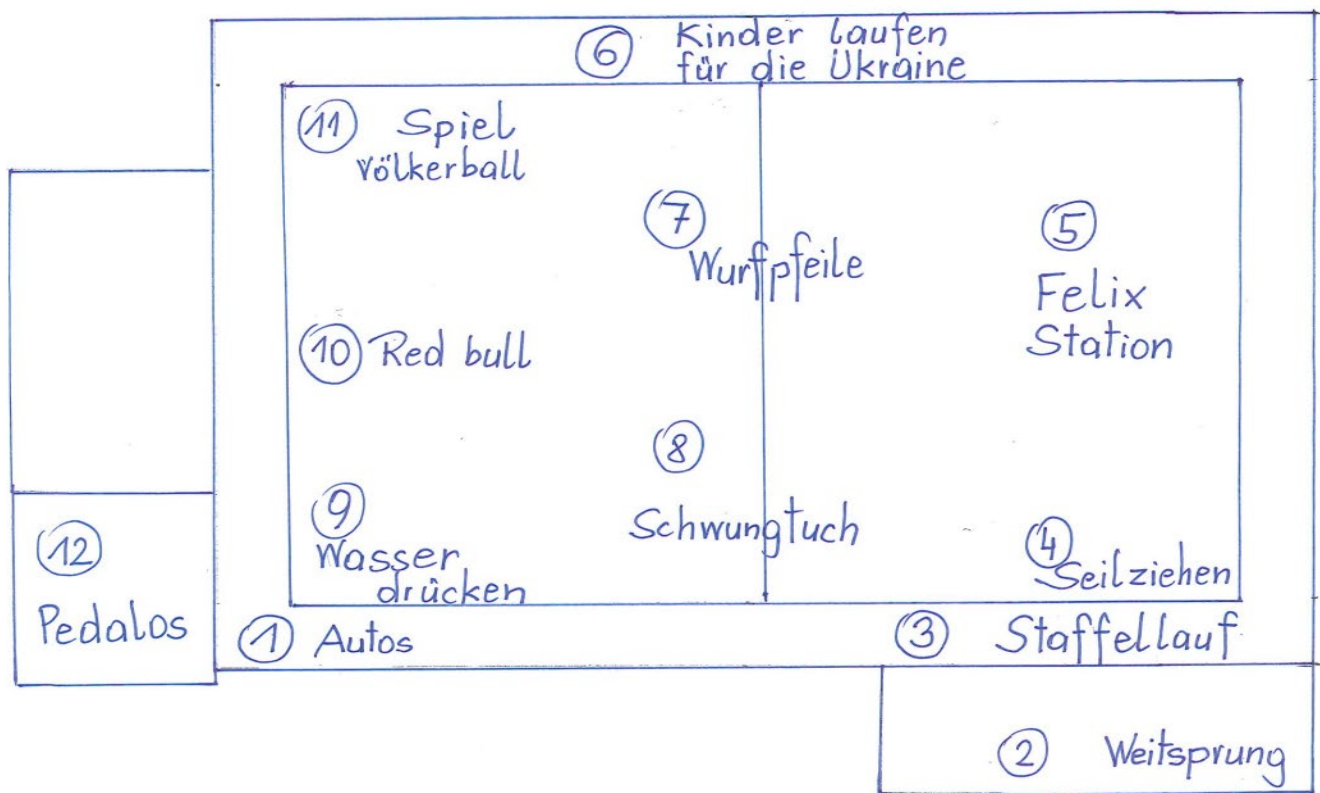 6 Kinder laufen
für die Ukraine
11 Spiel
Völkerball
7
Wurfpfeile
5
Felix
Station
10 Red bull
8
Schwungtuch
9
Wasser
drücken
4
Seilziehen
12
Pedalos
1 Autos
3 Staffellauf
2 Weitsprung